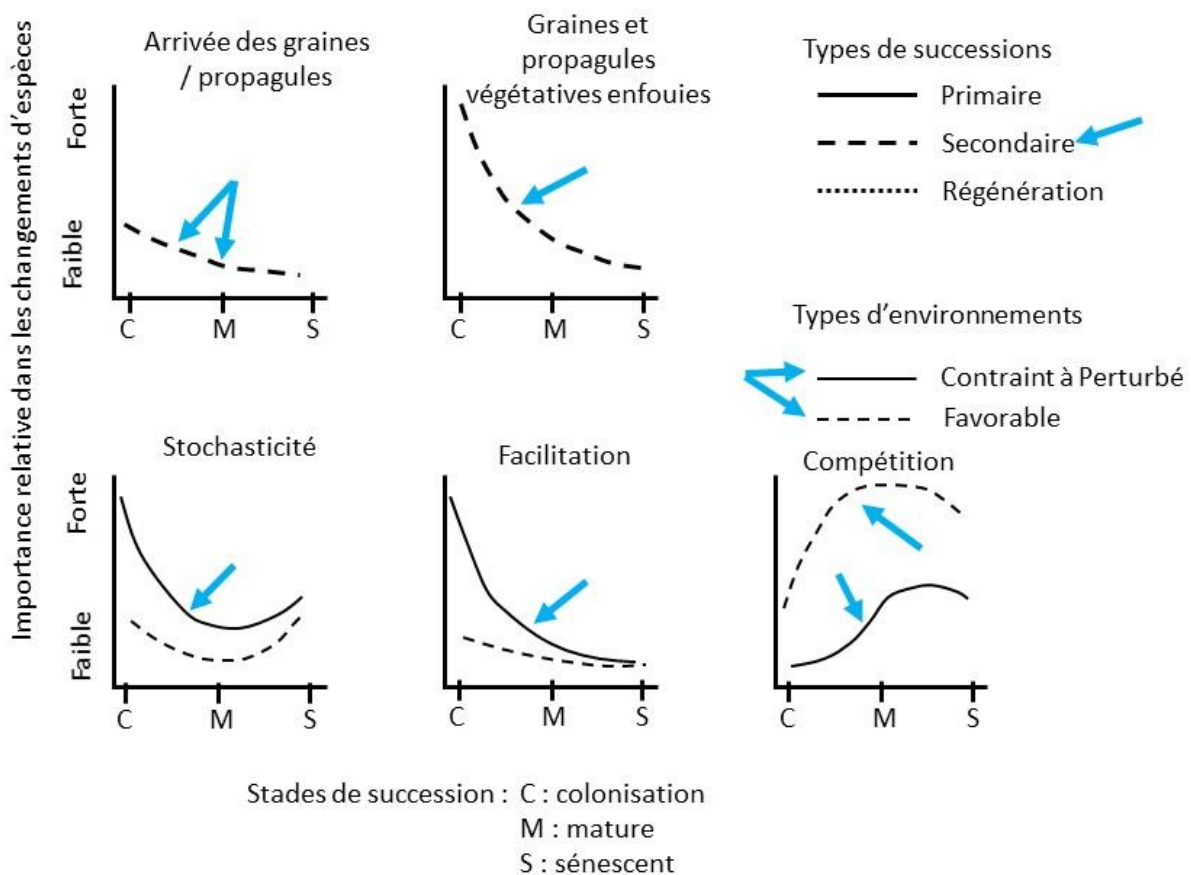 Importance relative dans les changements d'espèces
Arrivée des graines
/ propagules
Forte
Faible
C M S
Graines et
propagules
végétatives enfouies
C M S
Types de successions
Primaire
Secondaire
Régénération
Types d'environnements
Contraint à Perturbé
Favorable
Stochasticité
Forte
Faible
C M S
Facilitation
C M S
Compétition
C M S
Stades de succession : C : colonisation
M : mature
S : sénescent